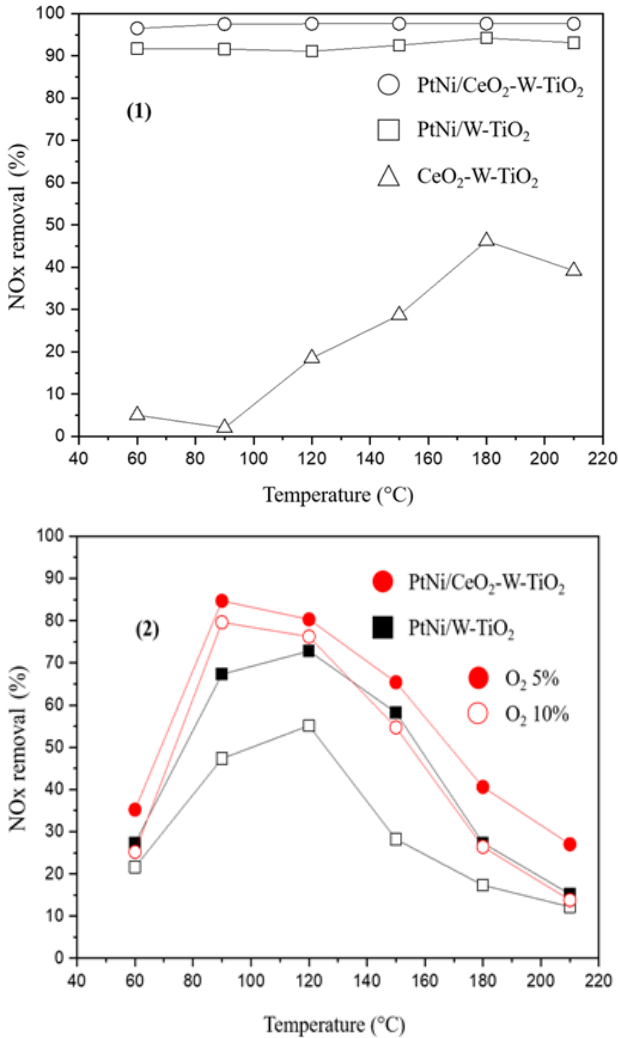 100
90
80
70
60
50
40
30
20
10
0
NOx removal (%)
(1)
PtNi/CeO₂-W-TiO₂
PtNi/W-TiO₂
CeO₂-W-TiO₂
40 60 80 100 120 140 160 180 200 220
Temperature (°C)
100
90
80
70
60
50
40
30
20
10
0
NOx removal (%)
(2)
PtNi/CeO₂-W-TiO₂
PtNi/W-TiO₂
O₂ 5%
O₂ 10%
40 60 80 100 120 140 160 180 200 220
Temperature (°C)